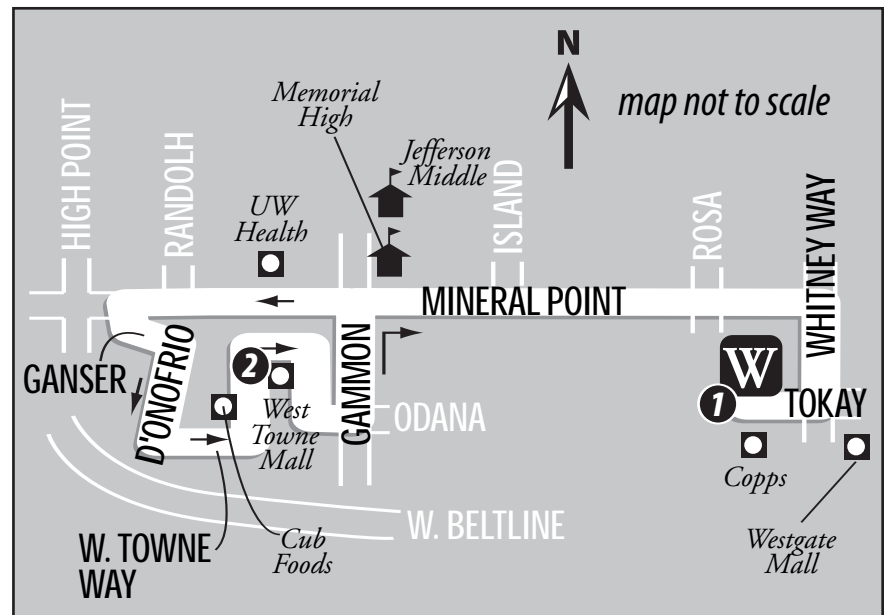 N
map not to scale
Memorial
High
Jefferson
Middle
HIGH POINT
RANDOLH
UW
Health
ISLAND
ROSA
WHITNEY WAY
MINERAL POINT
GANSER
D'ONOFRIO
2
West
Towne
Mall
GAMMON
ODANA
W
1
TOKAY
Copps
Westgate
Mall
W. BELTLINE
W. TOWNE
WAY
Cub
Foods